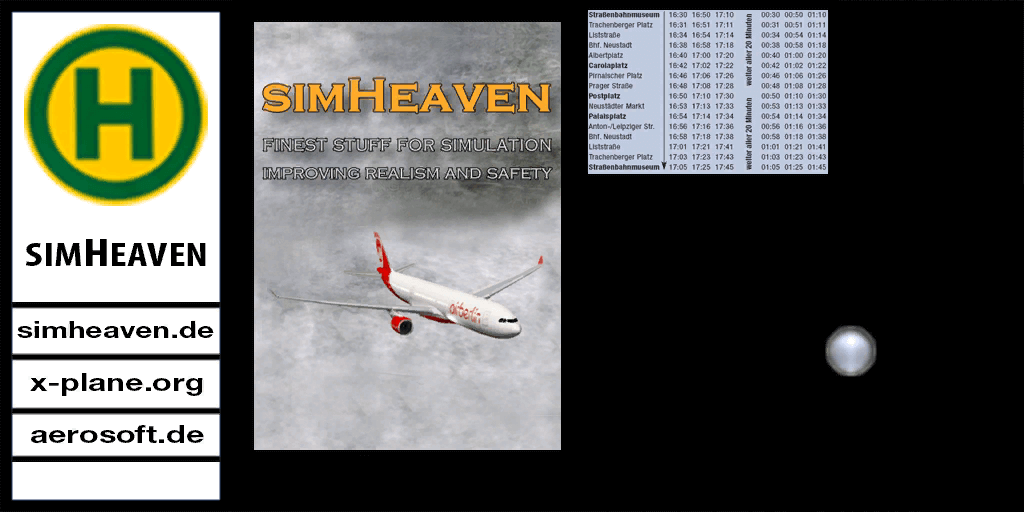 H
SIMHEAVEN
simheaven.de
x-plane.org
aerosoft.de
SIMHEAVEN
FINEST STUFF FOR SIMULATION
IMPROVING REALISM AND SAFETY
airberlin
Straßenbahnmuseum 16:30 16:50 17:10 00:30 00:50 01:10
Trachenberger Platz 16:31 16:51 17:11 00:31 00:51 01:11
Liststraße 16:34 16:54 17:14 00:34 00:54 01:14
Bhf. Neustadt 16:38 16:58 17:18 00:38 00:58 01:18
Albertplatz 16:40 17:00 17:20 00:40 01:00 01:20
Carolaplatz 16:42 17:02 17:22 00:42 01:02 01:22
Pirnaischer Platz 16:46 17:06 17:26 00:46 01:06 01:26
Prager Straße 16:48 17:08 17:28 00:48 01:08 01:28
Postplatz 16:50 17:10 17:30 00:50 01:10 01:30
Neustädter Markt 16:53 17:13 17:33 00:53 01:13 01:33
Palaisplatz 16:54 17:14 17:34 00:54 01:14 01:34
Anton-/Leipziger Str. 16:56 17:16 17:36 00:56 01:16 01:36
Bhf. Neustadt 16:58 17:18 17:38 00:58 01:18 01:38
Liststraße 17:01 17:21 17:41 01:01 01:21 01:41
Trachenberger Platz 17:03 17:23 17:43 01:03 01:23 01:43
Straßenbahnmuseum 17:05 17:25 17:45 01:05 01:25 01:45
weiter aller 20 Minuten
weiter aller 20 Minuten